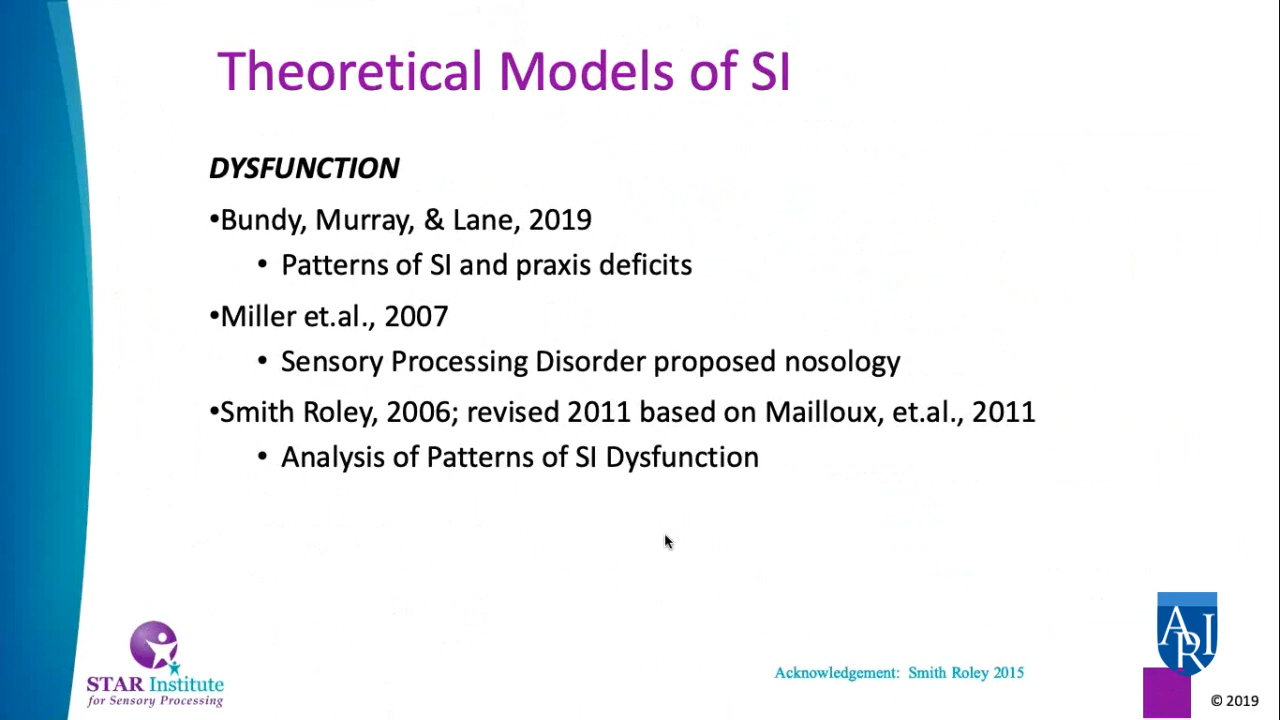 Theoretical Models of SI
DYSFUNCTION
•Bundy, Murray, & Lane, 2019
• Patterns of SI and praxis deficits
•Miller et.al., 2007
• Sensory Processing Disorder proposed nosology
•Smith Roley, 2006; revised 2011 based on Mailloux, et.al., 2011
• Analysis of Patterns of SI Dysfunction
STAR Institute
for Sensory Processing
Acknowledgement: Smith Roley 2015
ARI
© 2019